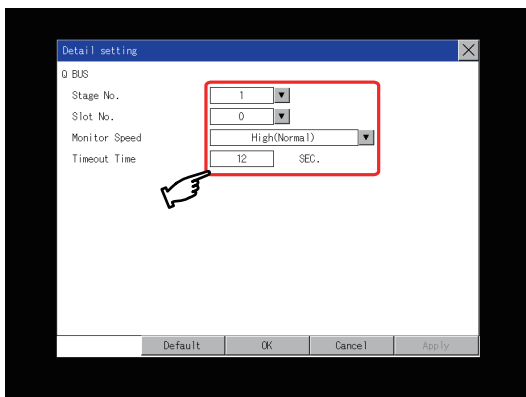 Detail setting
Q BUS
Stage No. 1
Slot No. 0
Monitor Speed High(Normal)
Timeout Time 12 SEC.
Default OK Cancel Apply